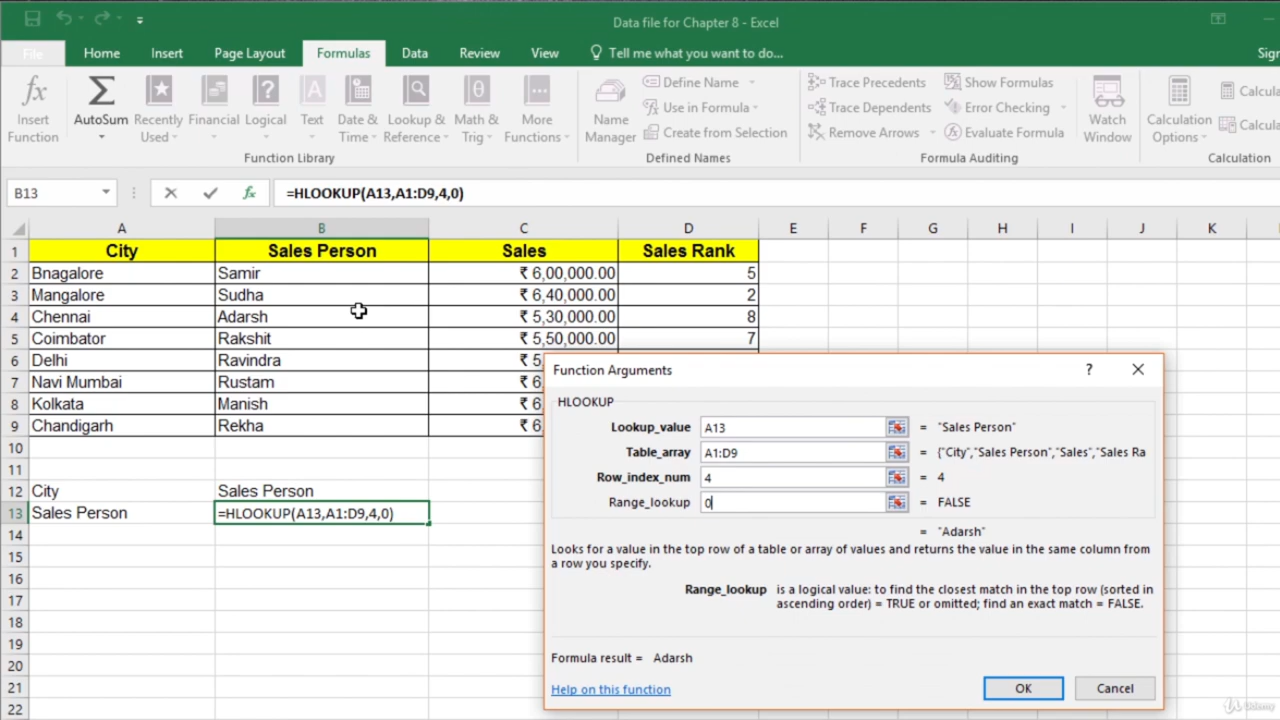 Data file for Chapter 8 - Excel
File Home Insert Page Layout Formulas Data Review View Tell me what you want to do...
fx Insert Function
Σ AutoSum
Recently Used
Financial
Logical
Text
A
Date & Time
Lookup & Reference
Math & Trig
θ
More Functions
Function Library
Name Manager
Define Name
Use in Formula
Create from Selection
Defined Names
Trace Precedents
Trace Dependents
Remove Arrows
Show Formulas
Error Checking
Evaluate Formula
Formula Auditing
Watch Window
Calculation Options
Calculation
B13 fx =HLOOKUP(A13,A1:D9,4,0)
A B C D E F G H I J K L
1 City Sales Person Sales Sales Rank
2 Bnagalore Samir ₹ 6,00,000.00 5
3 Mangalore Sudha ₹ 6,40,000.00 2
4 Chennai Adarsh ₹ 5,30,000.00 8
5 Coimbator Rakshit ₹ 5,50,000.00 7
6 Delhi Ravindra ₹ 5
7 Navi Mumbai Rustam ₹ 6
8 Kolkata Manish ₹ 6
9 Chandigarh Rekha ₹ 6
10
11
12 City Sales Person
13 Sales Person =HLOOKUP(A13,A1:D9,4,0)
14
15
16
17
18
19
20
21
22
Function Arguments ?
HLOOKUP
Lookup_value A13 = "Sales Person"
Table_array A1:D9 = {"City","Sales Person","Sales","Sales Ra
Row_index_num 4 = 4
Range_lookup 0 = FALSE
= "Adarsh"
Looks for a value in the top row of a table or array of values and returns the value in the same column from
a row you specify.
Range_lookup is a logical value: to find the closest match in the top row (sorted in
ascending order) = TRUE or omitted; find an exact match = FALSE.
Formula result = Adarsh
Help on this function OK Cancel
Udemy